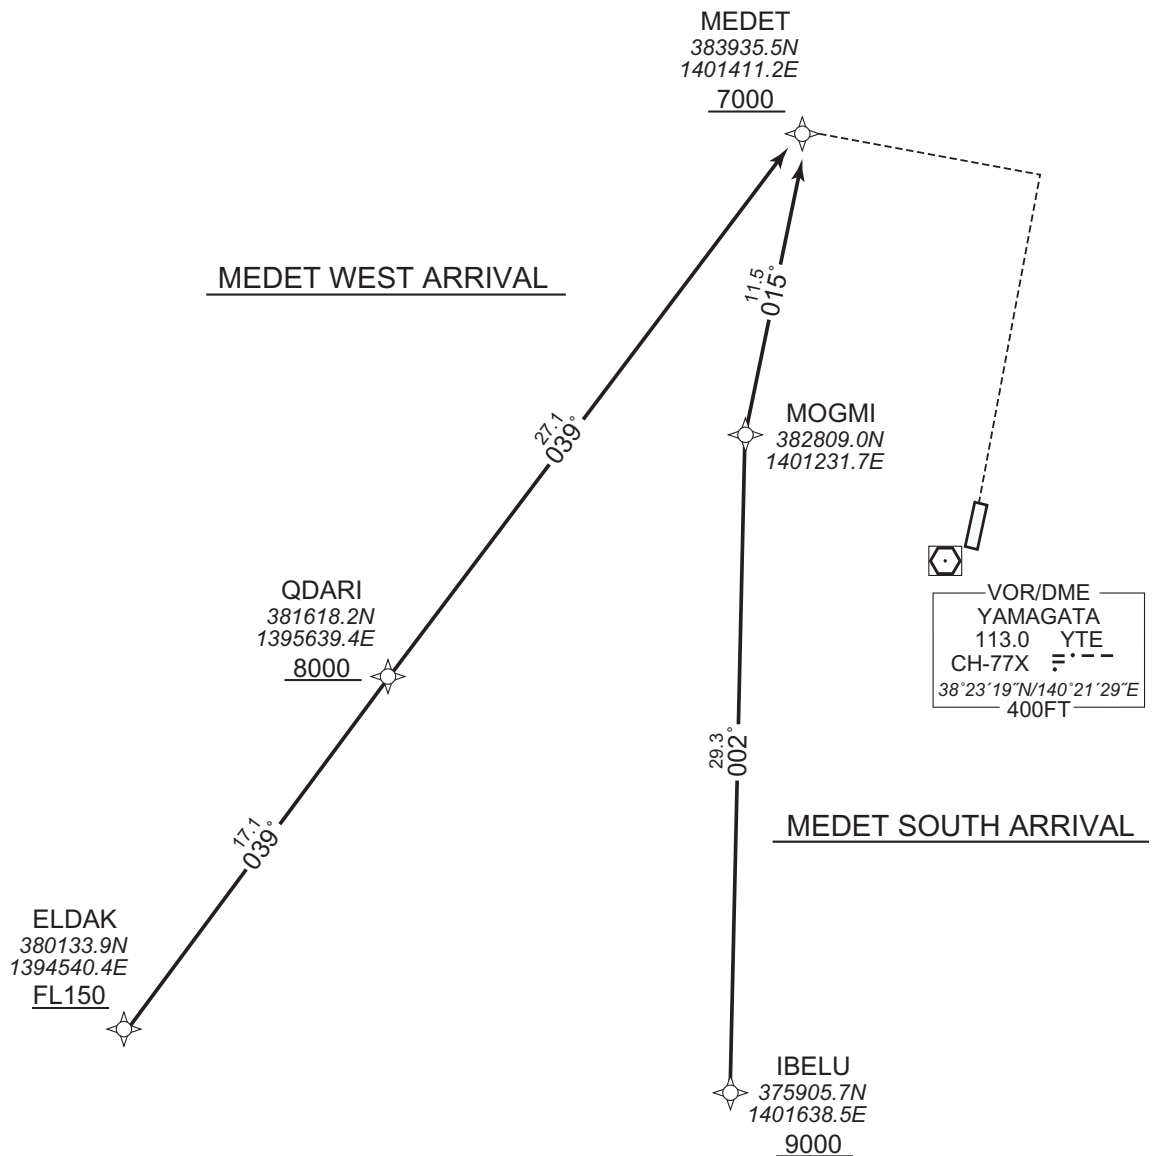 MEDET
383935.5N
1401411.2E
7000
MEDET WEST ARRIVAL
11.5
015°
MOGMI
382809.0N
1401231.7E
27.1
039°
VOR/DME
YAMAGATA
113.0 YTE
CH-77X
38°23′19″N/140°21′29″E
400FT
QDARI
381618.2N
1395639.4E
8000
29.3
002°
MEDET SOUTH ARRIVAL
17.1
039°
ELDAK
380133.9N
1394540.4E
FL150
IBELU
375905.7N
1401638.5E
9000